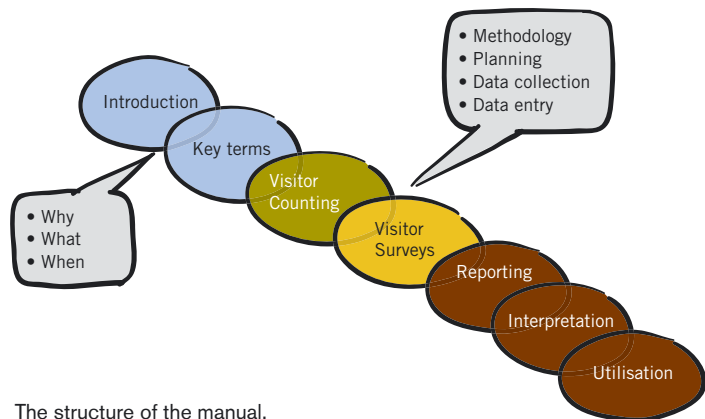 Introduction
Key terms
Visitor
Counting
Visitor
Surveys
Reporting
Interpretation
Utilisation
• Why
• What
• When
• Methodology
• Planning
• Data collection
• Data entry
The structure of the manual.